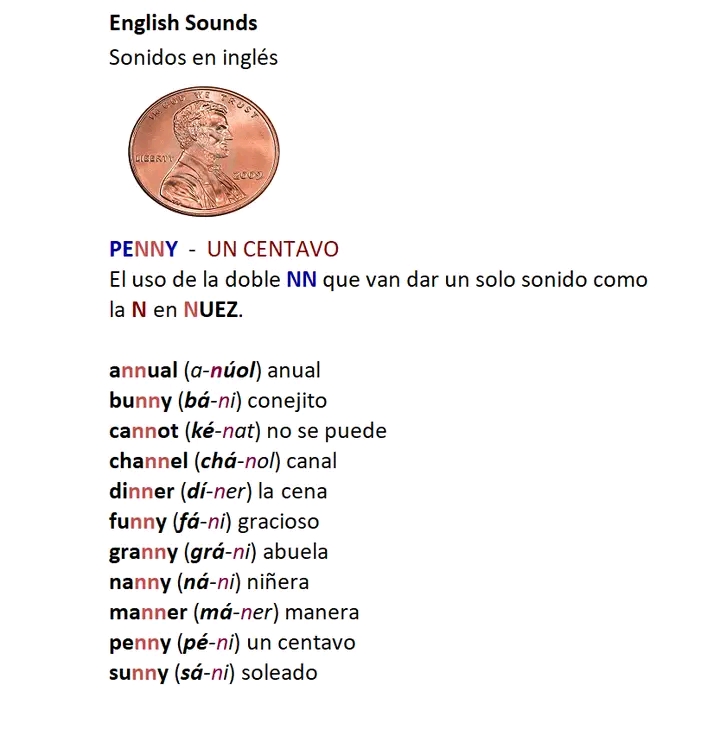 English Sounds
Sonidos en inglés
IN GOD WE TRUST
LIBERTY
2009
PENNY - UN CENTAVO
El uso de la doble NN que van dar un solo sonido como
la N en NUEZ.
annual (a-núol) anual
bunny (bá-ni) conejito
cannot (ké-nat) no se puede
channel (chá-nol) canal
dinner (dí-ner) la cena
funny (fá-ni) gracioso
granny (grá-ni) abuela
nanny (ná-ni) niñera
manner (má-ner) manera
penny (pé-ni) un centavo
sunny (sá-ni) soleado